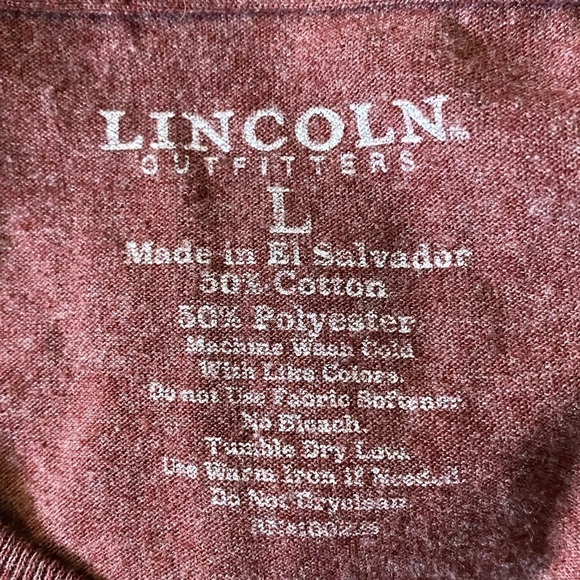 LINCOLN
OUTFITTERS
L
Made in El Salvador
50% Cotton
50% Polyester
Machine Wash Cold
With Like Colors.
Do not Use Fabric Softener
No Bleach.
Tumble Dry Low.
Use Warm Iron if Needed
Do Not Dryclean